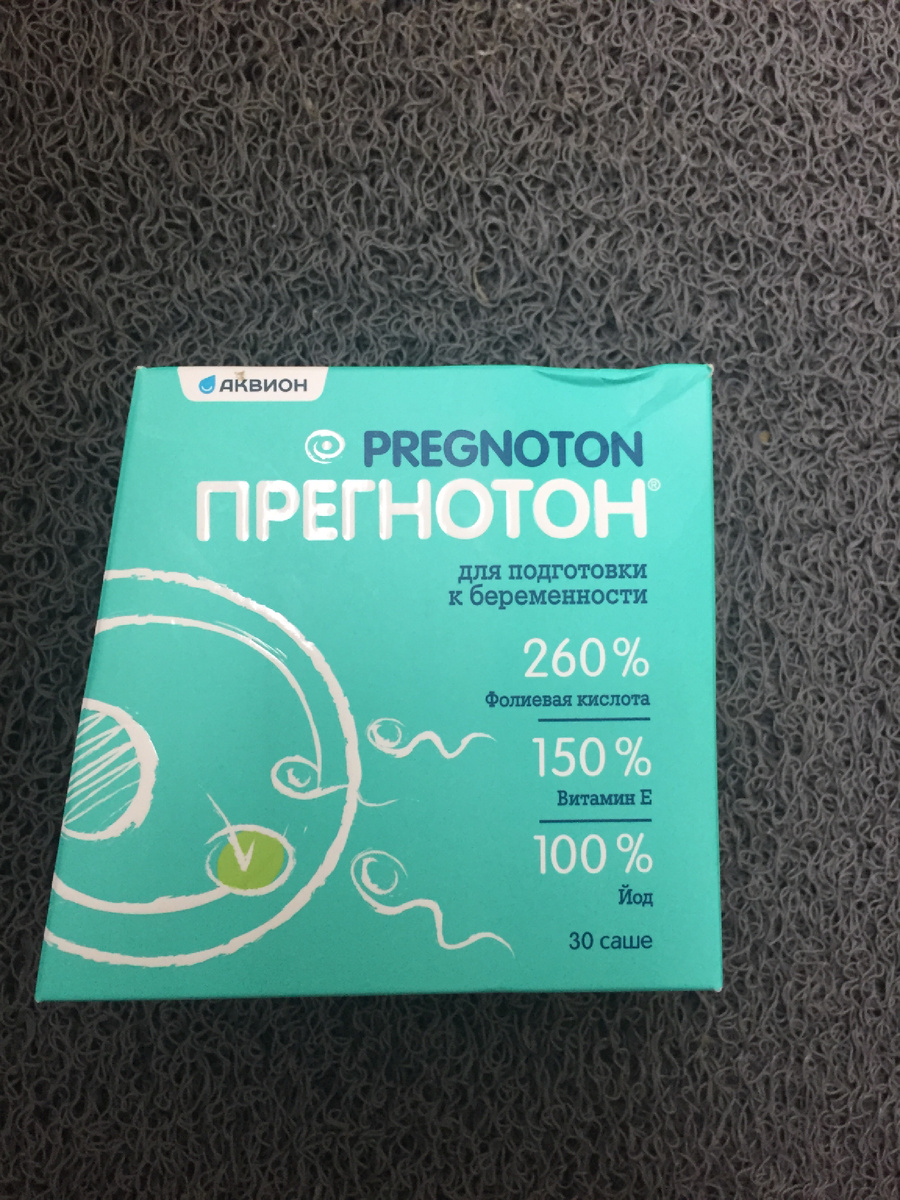 АКВИОН
PREGNOTON
ПРЕГНОТОН®
для подготовки
к беременности
260%
Фолиевая кислота
150%
Витамин Е
100%
Йод
30 саше